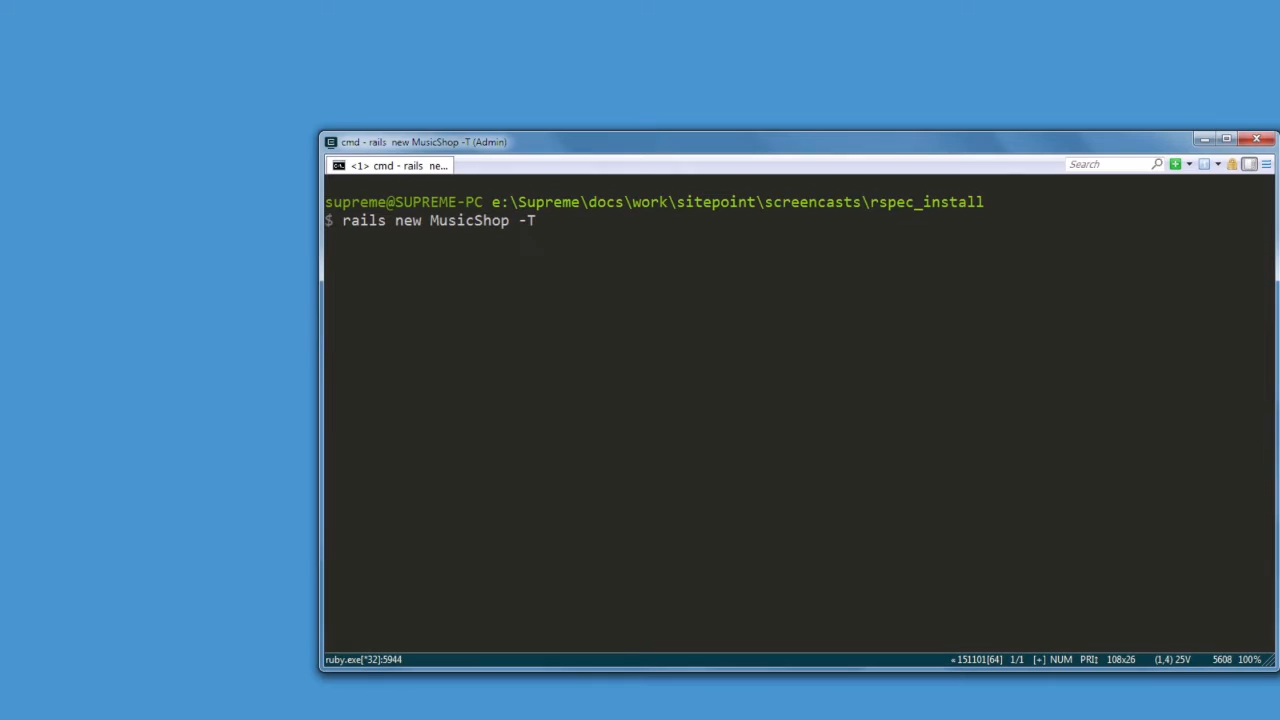 cmd - rails  new MusicShop -T (Admin)
<1> cmd - rails  ne...
Search
supreme@SUPREME-PC e:\Supreme\docs\work\sitepoint\screencasts\rspec_install
$ rails new MusicShop -T
ruby.exe[*32]:5944
« 151101[64] 1/1 [+] NUM PRI↕ 108x26 (1,4) 25V 5608 100%